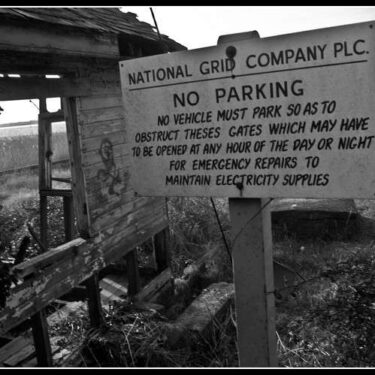 NATIONAL GRID COMPANY PLC.
NO PARKING
NO VEHICLE MUST PARK SO AS TO
OBSTRUCT THESES GATES WHICH MAY HAVE
TO BE OPENED AT ANY HOUR OF THE DAY OR NIGHT
FOR EMERGENCY REPAIRS TO
MAINTAIN ELECTRICITY SUPPLIES